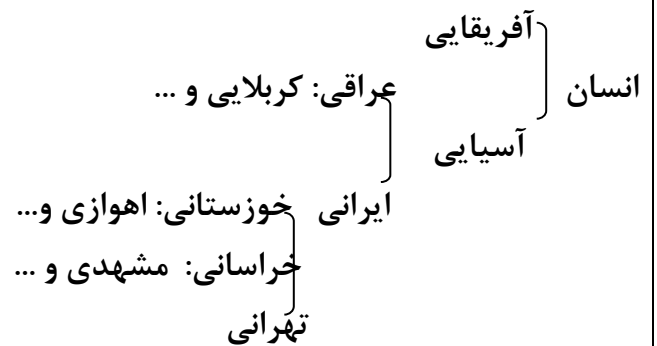 آفریقایی
انسان
عراقی: کربلایی و ...
آسیایی
ایرانی خوزستانی: اهوازی و...
خراسانی: مشهدی و ...
تهرانی